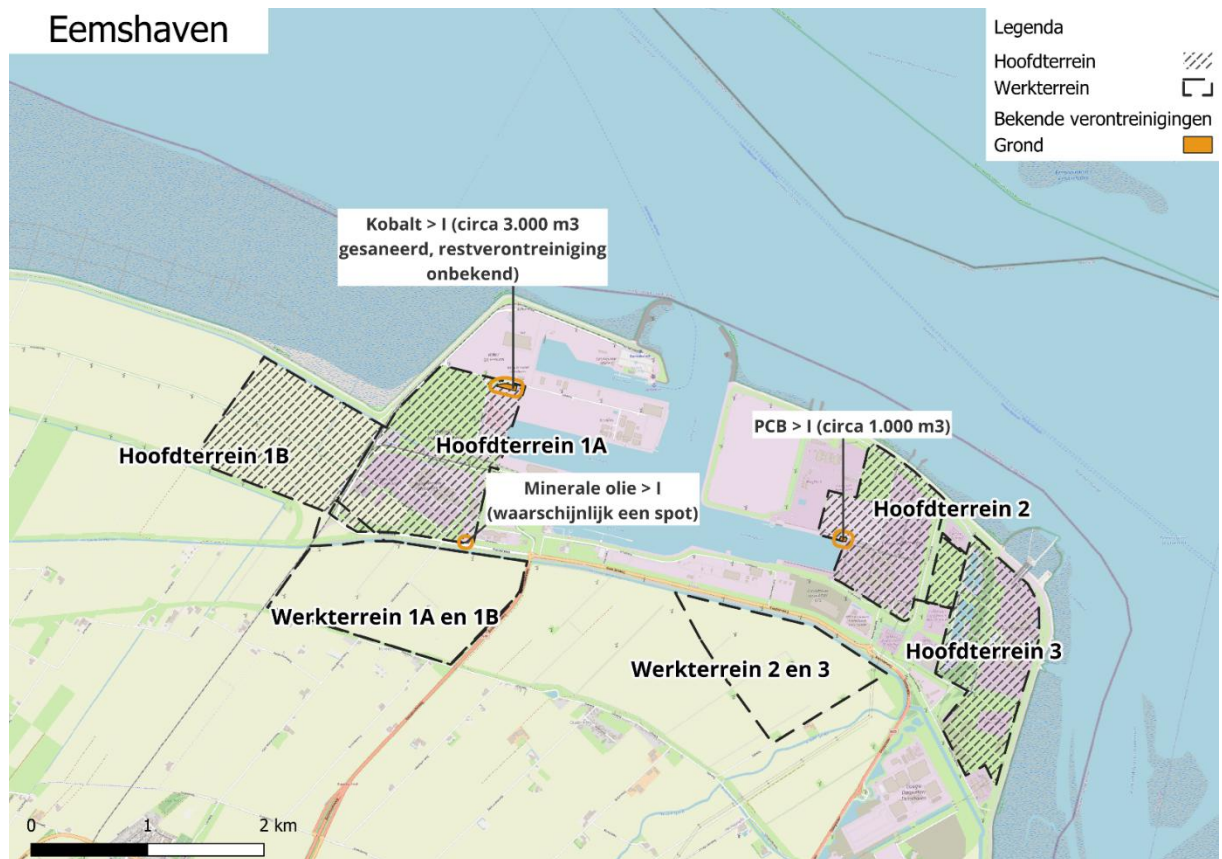 Eemshaven
Legenda
Hoofdterrein
Werkterrein
Bekende verontreinigingen
Grond
Kobalt > I (circa 3.000 m3
gesaneerd, restverontreiniging
onbekend)
PCB > I (circa 1.000 m3)
Hoofdterrein 1B
Hoofdterrein 1A
Minerale olie > I
(waarschijnlijk een spot)
Hoofdterrein 2
Werkterrein 1A en 1B
Werkterrein 2 en 3
Hoofdterrein 3
0 1 2 km